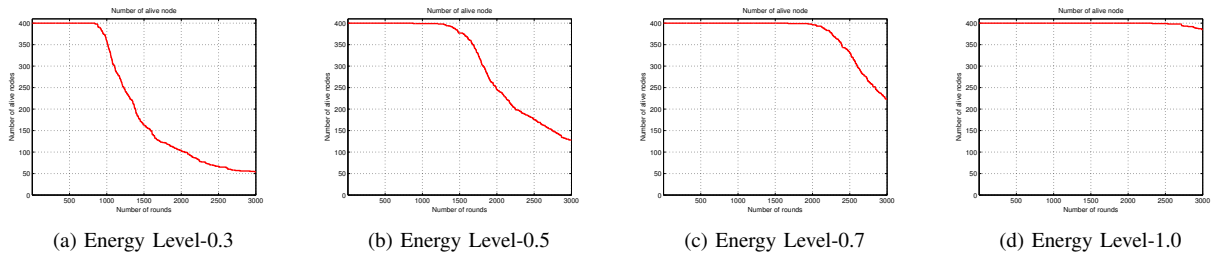 Number of alive node
400
350
300
250
200
150
100
50
0
Number of alive nodes
500 1000 1500 2000 2500 3000
Number of rounds
(a) Energy Level-0.3
Number of alive node
400
350
300
250
200
150
100
50
0
Number of alive nodes
500 1000 1500 2000 2500 3000
Number of rounds
(b) Energy Level-0.5
Number of alive node
400
350
300
250
200
150
100
50
0
Number of alive nodes
500 1000 1500 2000 2500 3000
Number of rounds
(c) Energy Level-0.7
Number of alive node
400
350
300
250
200
150
100
50
0
Number of alive nodes
500 1000 1500 2000 2500 3000
Number of rounds
(d) Energy Level-1.0